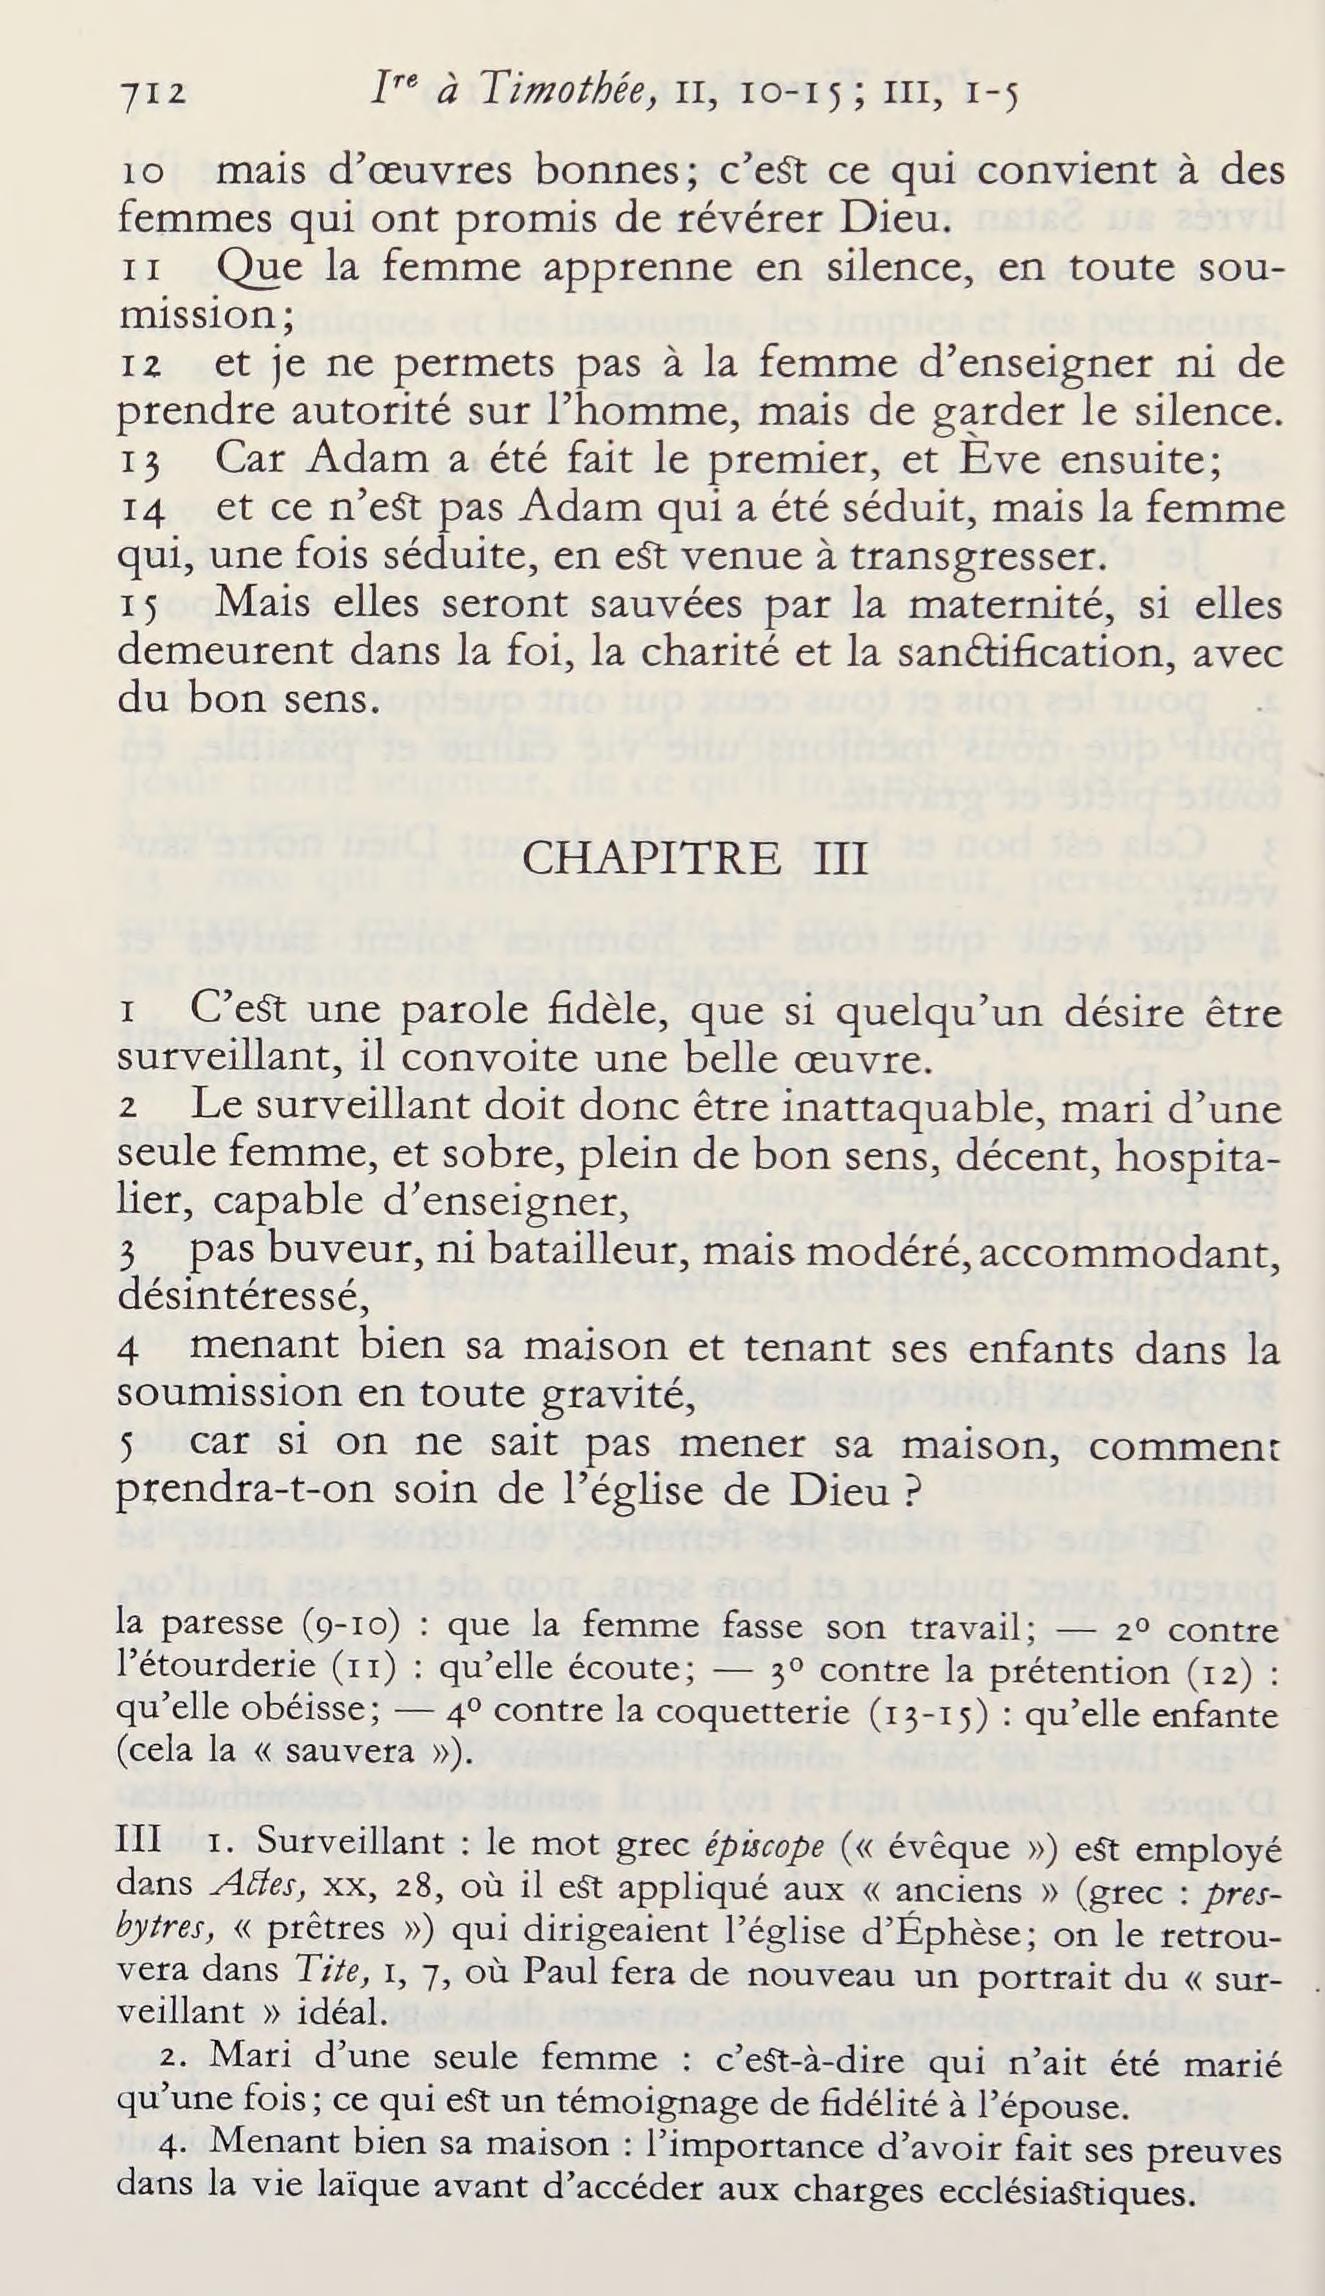 712 Iʳᵉ à Timothée, II, 10-15 ; III, 1-5
10 mais d’œuvres bonnes; c’est ce qui convient à des
femmes qui ont promis de révérer Dieu.
11 Que la femme apprenne en silence, en toute sou-
mission;
12 et je ne permets pas à la femme d’enseigner ni de
prendre autorité sur l’homme, mais de garder le silence.
13 Car Adam a été fait le premier, et Ève ensuite;
14 et ce n’est pas Adam qui a été séduit, mais la femme
qui, une fois séduite, en est venue à transgresser.
15 Mais elles seront sauvées par la maternité, si elles
demeurent dans la foi, la charité et la sanctification, avec
du bon sens.
CHAPITRE III
1 C’est une parole fidèle, que si quelqu’un désire être
surveillant, il convoite une belle œuvre.
2 Le surveillant doit donc être inattaquable, mari d’une
seule femme, et sobre, plein de bon sens, décent, hospita-
lier, capable d’enseigner,
3 pas buveur, ni batailleur, mais modéré, accommodant,
désintéressé,
4 menant bien sa maison et tenant ses enfants dans la
soumission en toute gravité,
5 car si on ne sait pas mener sa maison, comment
prendra-t-on soin de l’église de Dieu ?
la paresse (9-10) : que la femme fasse son travail; — 2º contre
l’étourderie (11) : qu’elle écoute; — 3º contre la prétention (12) :
qu’elle obéisse; — 4º contre la coquetterie (13-15) : qu’elle enfante
(cela la « sauvera »).
III 1. Surveillant : le mot grec épiscope (« évêque ») est employé
dans Actes, XX, 28, où il est appliqué aux « anciens » (grec : pres-
bytres, « prêtres ») qui dirigeaient l’église d’Éphèse; on le retrou-
vera dans Tite, I, 7, où Paul fera de nouveau un portrait du « sur-
veillant » idéal.
2. Mari d’une seule femme : c’est-à-dire qui n’ait été marié
qu’une fois; ce qui est un témoignage de fidélité à l’épouse.
4. Menant bien sa maison : l’importance d’avoir fait ses preuves
dans la vie laïque avant d’accéder aux charges ecclésiastiques.